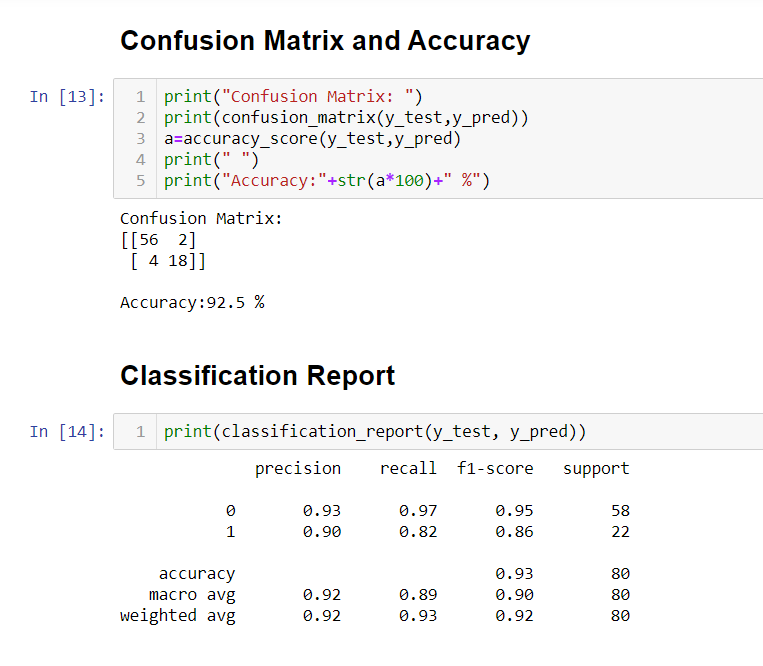 Confusion Matrix and Accuracy
In [13]:
1 print("Confusion Matrix: ")
2 print(confusion_matrix(y_test,y_pred))
3 a=accuracy_score(y_test,y_pred)
4 print(" ")
5 print("Accuracy:"+str(a*100)+" %")
Confusion Matrix:
[[56  2]
 [ 4 18]]
Accuracy:92.5 %
Classification Report
In [14]:
1 print(classification_report(y_test, y_pred))
precision recall f1-score support
0 0.93 0.97 0.95 58
1 0.90 0.82 0.86 22
accuracy 0.93 80
macro avg 0.92 0.89 0.90 80
weighted avg 0.92 0.93 0.92 80